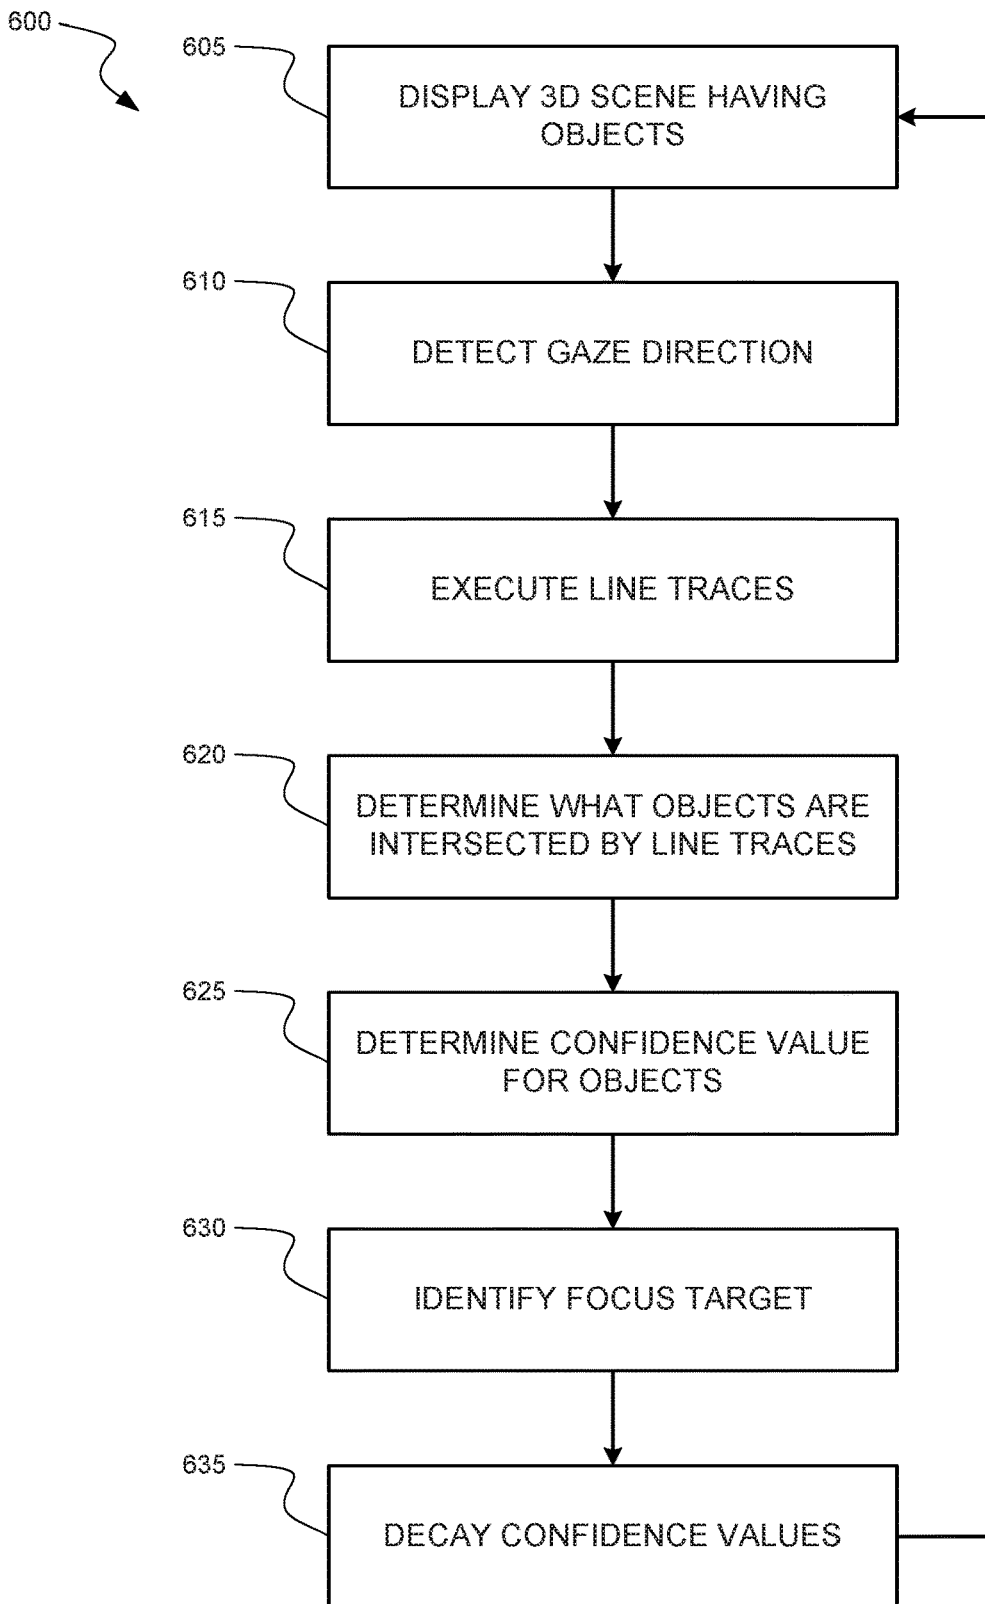 600
605
DISPLAY 3D SCENE HAVING
OBJECTS
610
DETECT GAZE DIRECTION
615
EXECUTE LINE TRACES
620
DETERMINE WHAT OBJECTS ARE
INTERSECTED BY LINE TRACES
625
DETERMINE CONFIDENCE VALUE
FOR OBJECTS
630
IDENTIFY FOCUS TARGET
635
DECAY CONFIDENCE VALUES